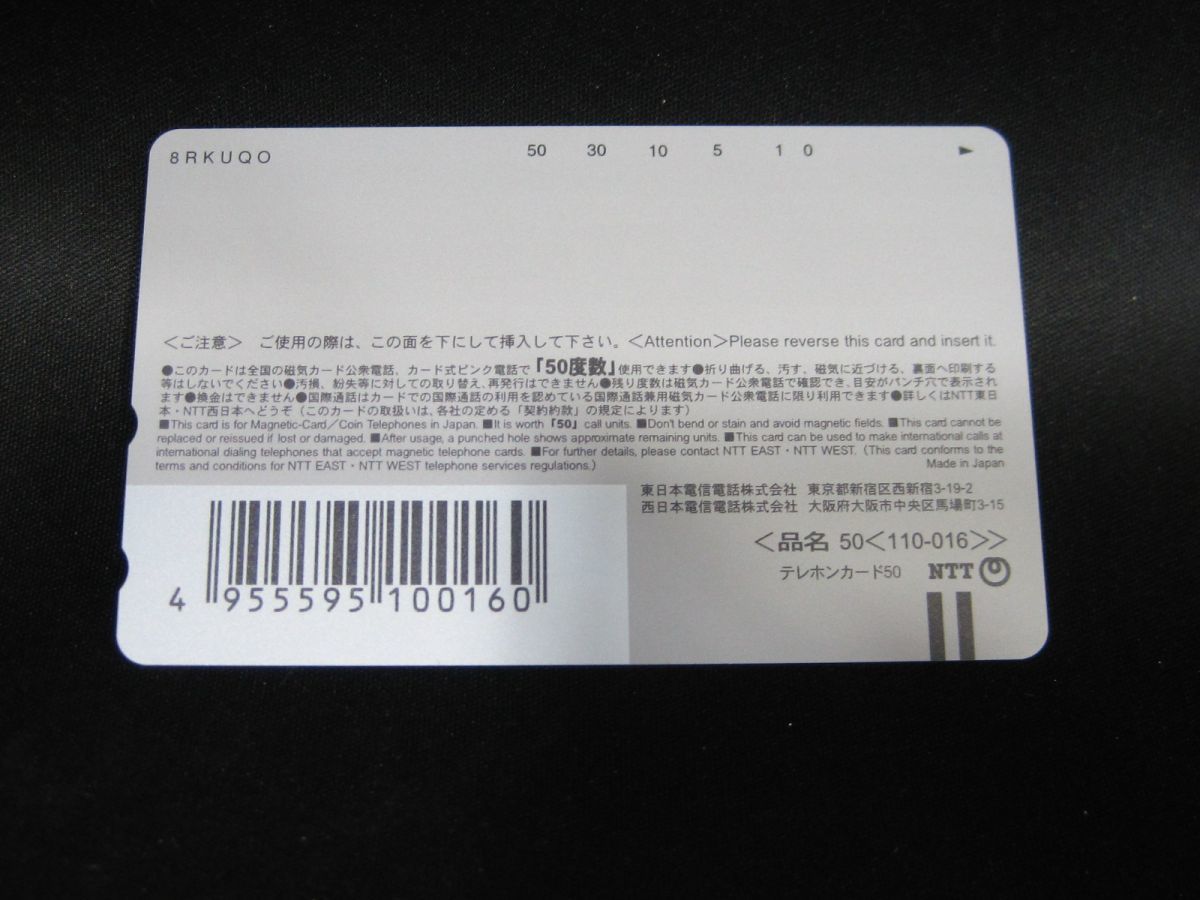 8RKUQO 50 30 10 5 1 0
＜ご注意＞ ご使用の際は、この面を下にして挿入して下さい。＜Attention＞Please reverse this card and insert it.
●このカードは全国の磁気カード公衆電話、カード式ピンク電話で「50度数」使用できます●折り曲げる、汚す、磁気に近づける、裏面へ印刷する
等はしないでください●汚損、紛失等に対しての取り替え、再発行はできません●残り度数は磁気カード公衆電話で確認でき、目安がパンチ穴で表示され
ます●換金はできません●国際通話はカードでの国際通話の利用を認めている国際通話兼用磁気カード公衆電話に限り利用できます●詳しくはNTT東日
本・NTT西日本へどうぞ（このカードの取扱いは、各社の定める「契約約款」の規定によります）
■This card is for Magnetic-Card／Coin Telephones in Japan. ■It is worth「50」call units. ■Don't bend or stain and avoid magnetic fields. ■This card cannot be
replaced or reissued if lost or damaged. ■After usage, a punched hole shows approximate remaining units. ■This card can be used to make international calls at
international dialing telephones that accept magnetic telephone cards. ■For further details, please contact NTT EAST・NTT WEST.（This card conforms to the
terms and conditions for NTT EAST・NTT WEST telephone services regulations.） Made in Japan
東日本電信電話株式会社 東京都新宿区西新宿3-19-2
西日本電信電話株式会社 大阪府大阪市中央区馬場町3-15
＜品名 50＜110-016＞＞
テレホンカード50 NTT
4 955595 100160